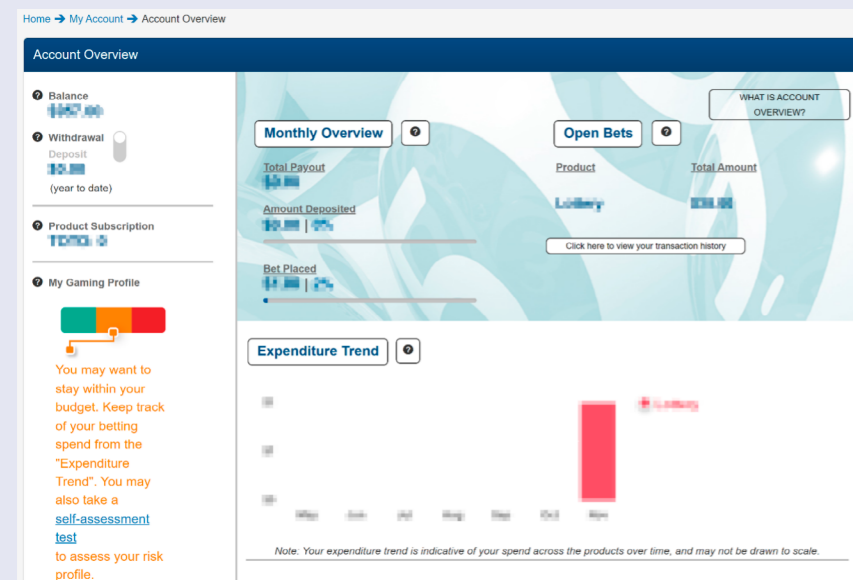 Home → My Account → Account Overview
Account Overview
Balance
Withdrawal
Deposit
(year to date)
Product Subscription
My Gaming Profile
You may want to
stay within your
budget. Keep track
of your betting
spend from the
"Expenditure
Trend". You may
also take a
self-assessment
test
to assess your risk
profile.
WHAT IS ACCOUNT
OVERVIEW?
Monthly Overview
Total Payout
Amount Deposited
Bet Placed
Open Bets
Product Total Amount
Click here to view your transaction history
Expenditure Trend
Note: Your expenditure trend is indicative of your spend across the products over time, and may not be drawn to scale.